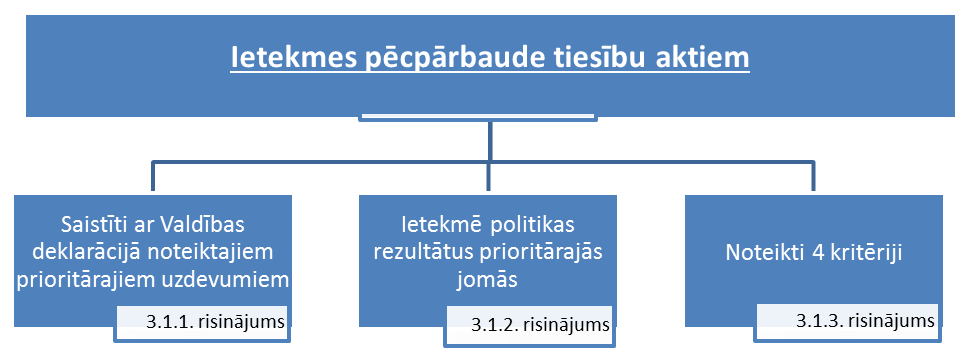 Ietekmes pēcpārbaude tiesību aktiem
Saistīti ar Valdības
deklarācijā noteiktajiem
prioritārajiem uzdevumiem
3.1.1. risinājums
Ietekmē politikas
rezultātus prioritārajās
jomās
3.1.2. risinājums
Noteikti 4 kritēriji
3.1.3. risinājums